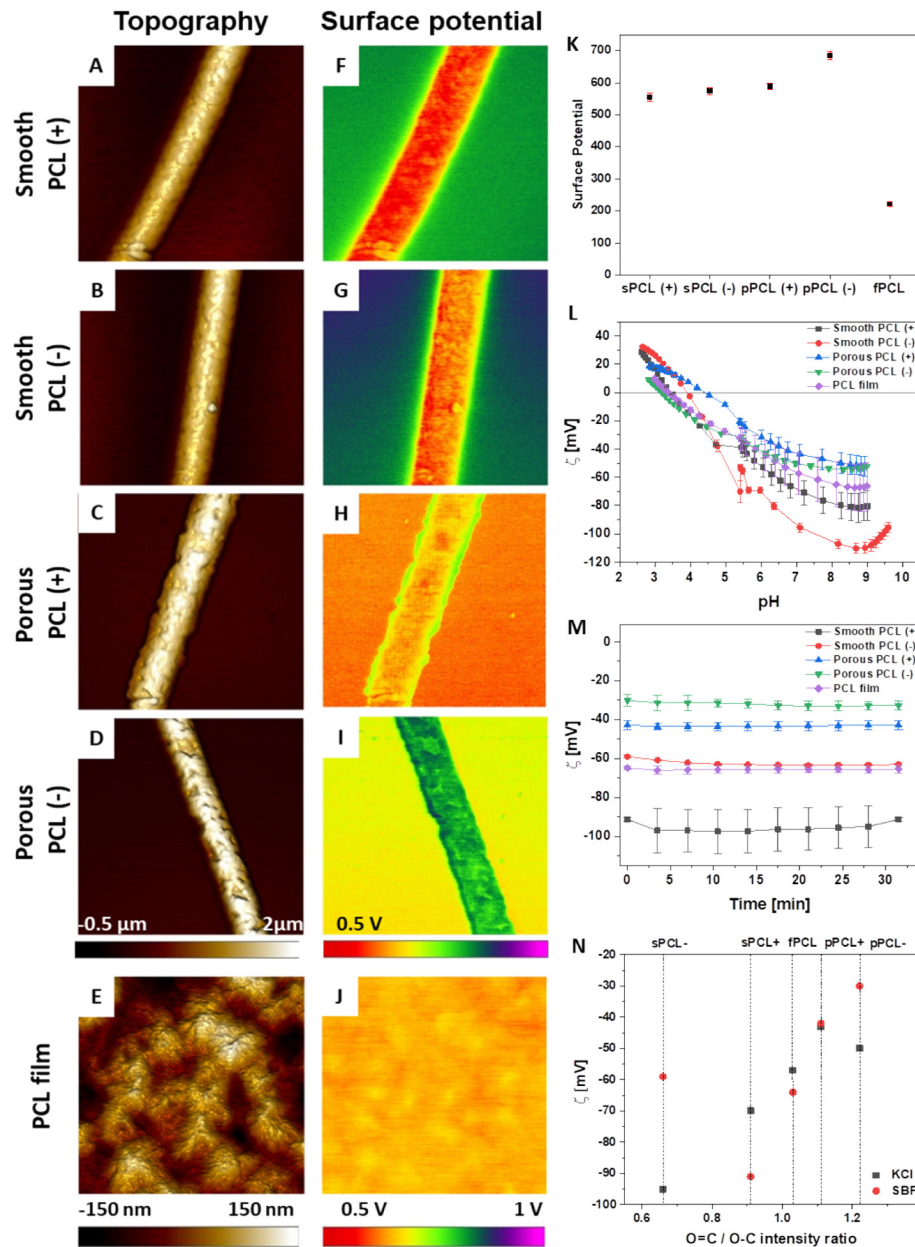 Topography
Surface potential
Smooth
PCL (+)
A
F
Smooth
PCL (-)
B
G
Porous
PCL (+)
C
H
Porous
PCL (-)
D
I
-0.5 µm
2µm
0.5 V
PCL film
E
J
-150 nm
150 nm
0.5 V
1 V
K
Surface Potential
700
600
500
400
300
200
100
0
sPCL (+)
sPCL (-)
pPCL (+)
pPCL (-)
fPCL
L
Smooth PCL (+
Smooth PCL (-)
Porous PCL (+)
Porous PCL (-)
PCL film
ζ [mV]
40
20
0
-20
-40
-60
-80
-100
-120
2 3 4 5 6 7 8 9 10
pH
M
Smooth PCL (+
Smooth PCL (-)
Porous PCL (+)
Porous PCL (-)
PCL film
ζ [mV]
0
-20
-40
-60
-80
-100
0 5 10 15 20 25 30
Time [min]
N
sPCL-
sPCL+
fPCL
pPCL+
pPCL-
ζ [mV]
-20
-30
-40
-50
-60
-70
-80
-90
-100
KCl
SBF
0.6 0.8 1.0 1.2
O=C / O-C intensity ratio